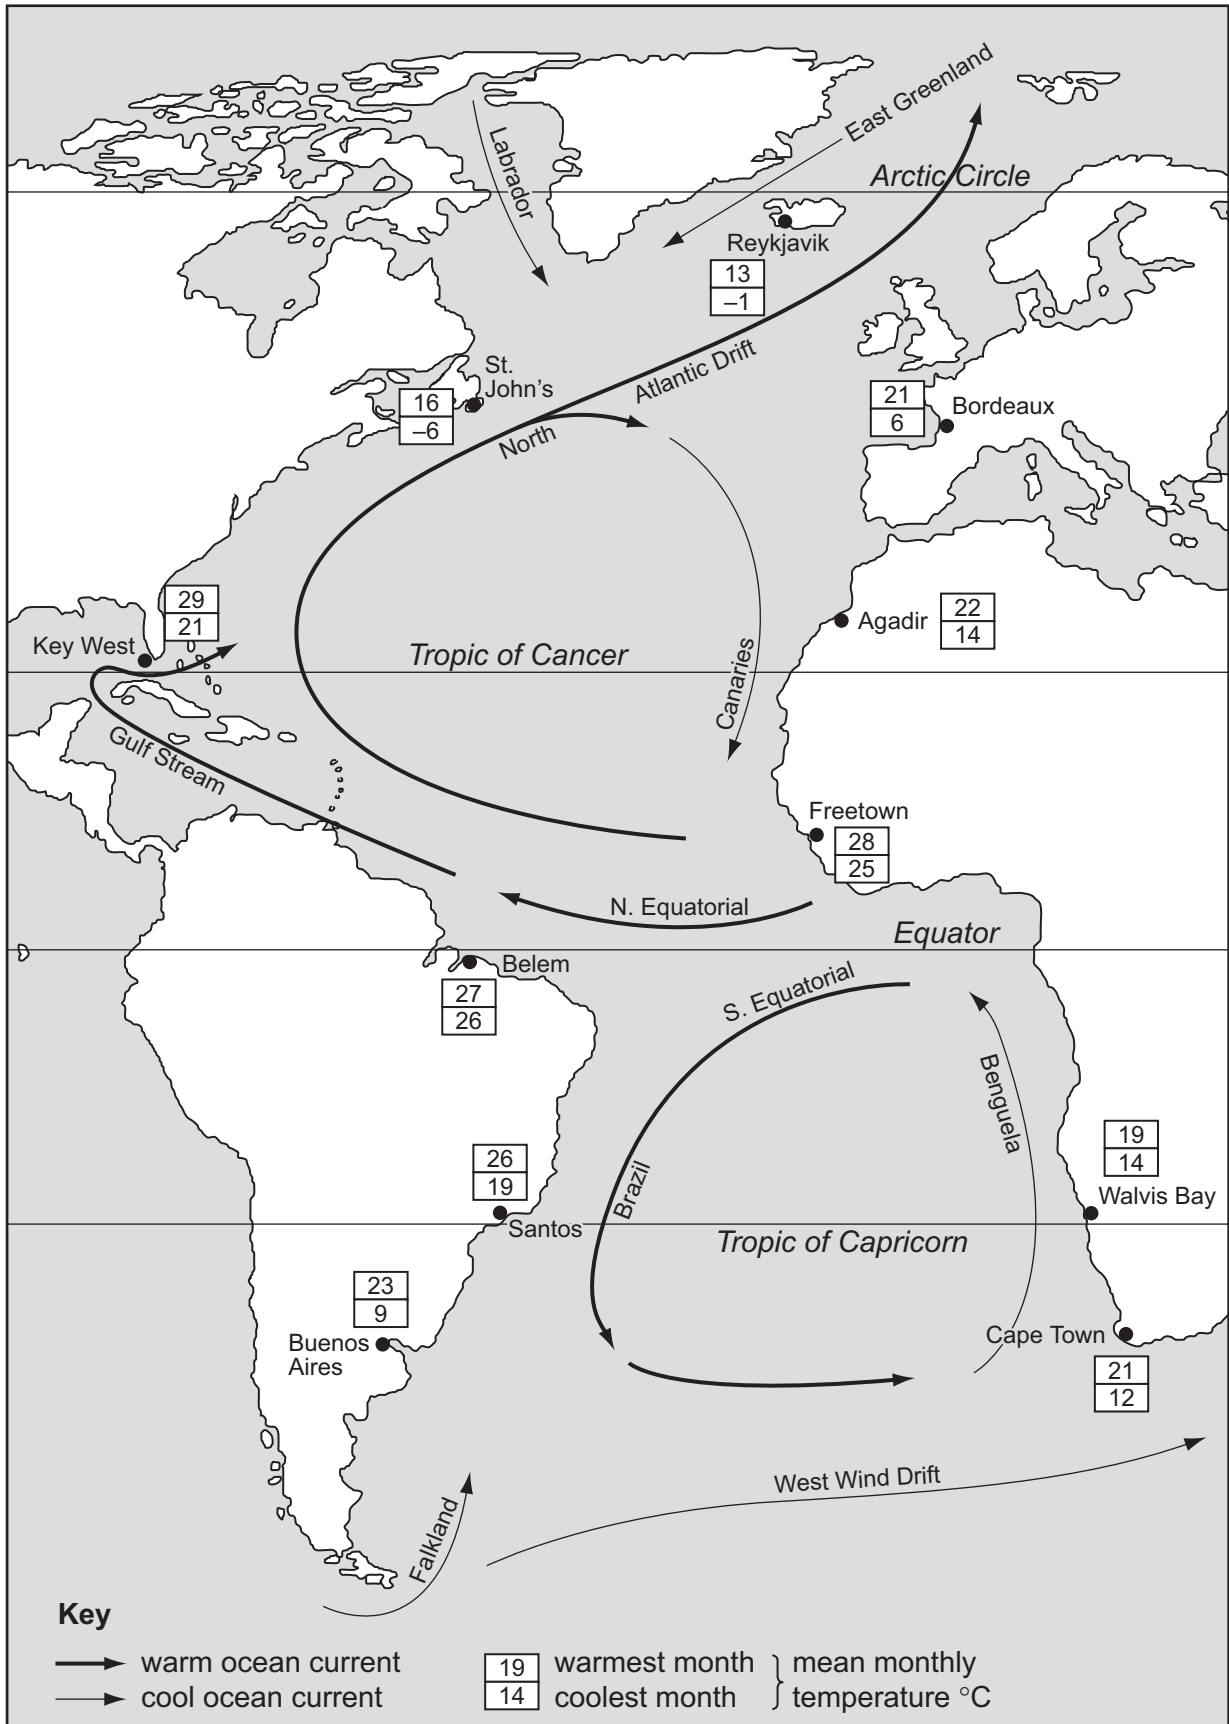 East Greenland
Labrador
Arctic Circle
Reykjavik
13
–1
Atlantic Drift
St.
John's
16
–6
21
6
Bordeaux
North
29
21
Key West
22
14
Agadir
Tropic of Cancer
Canaries
Gulf Stream
Freetown
28
25
N. Equatorial
Equator
Belem
27
26
S. Equatorial
Benguela
26
19
Santos
Brazil
19
14
Walvis Bay
Tropic of Capricorn
23
9
Buenos
Aires
Cape Town
21
12
West Wind Drift
Falkland
Key
warm ocean current
cool ocean current
19
14
warmest month
coolest month
mean monthly
temperature °C